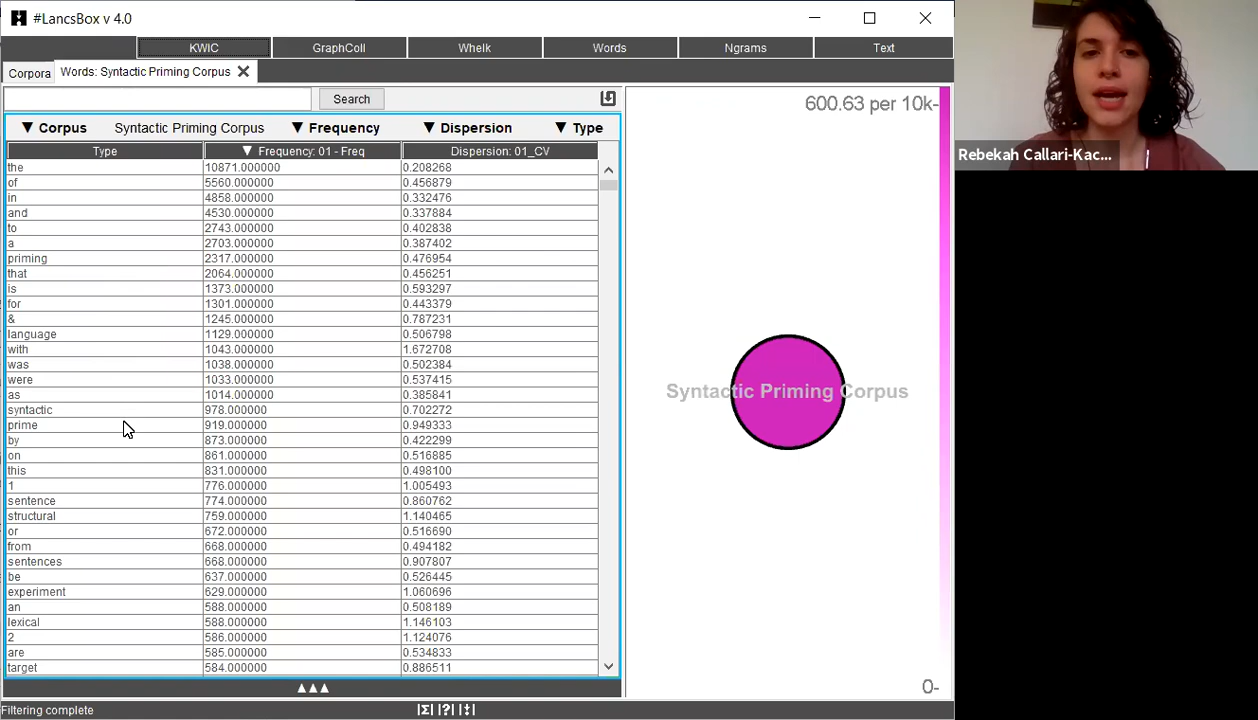 #LancsBox v 4.0
KWIC GraphColl Whelk Words Ngrams Text
Corpora Words: Syntactic Priming Corpus
Search
Corpus Syntactic Priming Corpus Frequency Dispersion Type
Type Frequency: 01 - Freq Dispersion: 01_CV
the 10871.000000 0.208268
of 5560.000000 0.456879
in 4858.000000 0.332476
and 4530.000000 0.337884
to 2743.000000 0.402838
a 2703.000000 0.387402
priming 2317.000000 0.476954
that 2064.000000 0.456251
is 1373.000000 0.593297
for 1301.000000 0.443379
& 1245.000000 0.787231
language 1129.000000 0.506798
with 1043.000000 1.672708
was 1038.000000 0.502384
were 1033.000000 0.537415
as 1014.000000 0.385841
syntactic 978.000000 0.702272
prime 919.000000 0.949333
by 873.000000 0.422299
on 861.000000 0.516885
this 831.000000 0.498100
1 776.000000 1.005493
sentence 774.000000 0.860762
structural 759.000000 1.140465
or 672.000000 0.516690
from 668.000000 0.494182
sentences 668.000000 0.907807
be 637.000000 0.526445
experiment 629.000000 1.060696
an 588.000000 0.508189
lexical 588.000000 1.146103
2 586.000000 1.124076
are 585.000000 0.534833
target 584.000000 0.886511
Filtering complete
600.63 per 10k-
Syntactic Priming Corpus
0-
Rebekah Callari-Kac...